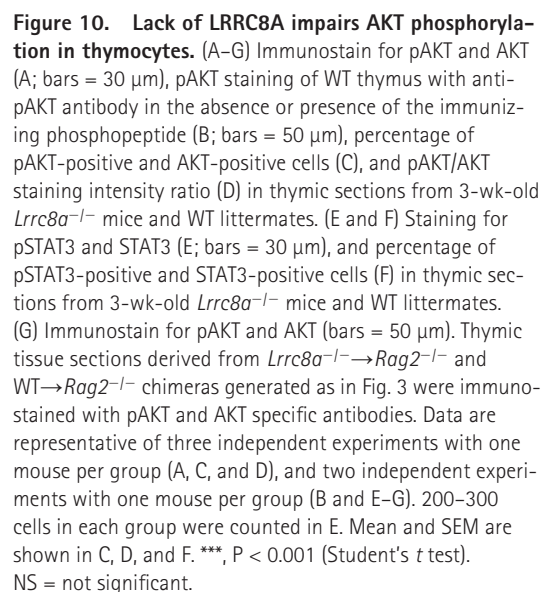 Figure 10. Lack of LRRC8A impairs AKT phosphoryla-
tion in thymocytes. (A–G) Immunostain for pAKT and AKT
(A; bars = 30 µm), pAKT staining of WT thymus with anti-
pAKT antibody in the absence or presence of the immuniz-
ing phosphopeptide (B; bars = 50 µm), percentage of
pAKT-positive and AKT-positive cells (C), and pAKT/AKT
staining intensity ratio (D) in thymic sections from 3-wk-old
Lrrc8a−/− mice and WT littermates. (E and F) Staining for
pSTAT3 and STAT3 (E; bars = 30 µm), and percentage of
pSTAT3-positive and STAT3-positive cells (F) in thymic sec-
tions from 3-wk-old Lrrc8a−/− mice and WT littermates.
(G) Immunostain for pAKT and AKT (bars = 50 µm). Thymic
tissue sections derived from Lrrc8a−/−→Rag2−/− and
WT→Rag2−/− chimeras generated as in Fig. 3 were immuno-
stained with pAKT and AKT specific antibodies. Data are
representative of three independent experiments with one
mouse per group (A, C, and D), and two independent experi-
ments with one mouse per group (B and E–G). 200–300
cells in each group were counted in E. Mean and SEM are
shown in C, D, and F. ***, P < 0.001 (Student's t test).
NS = not significant.